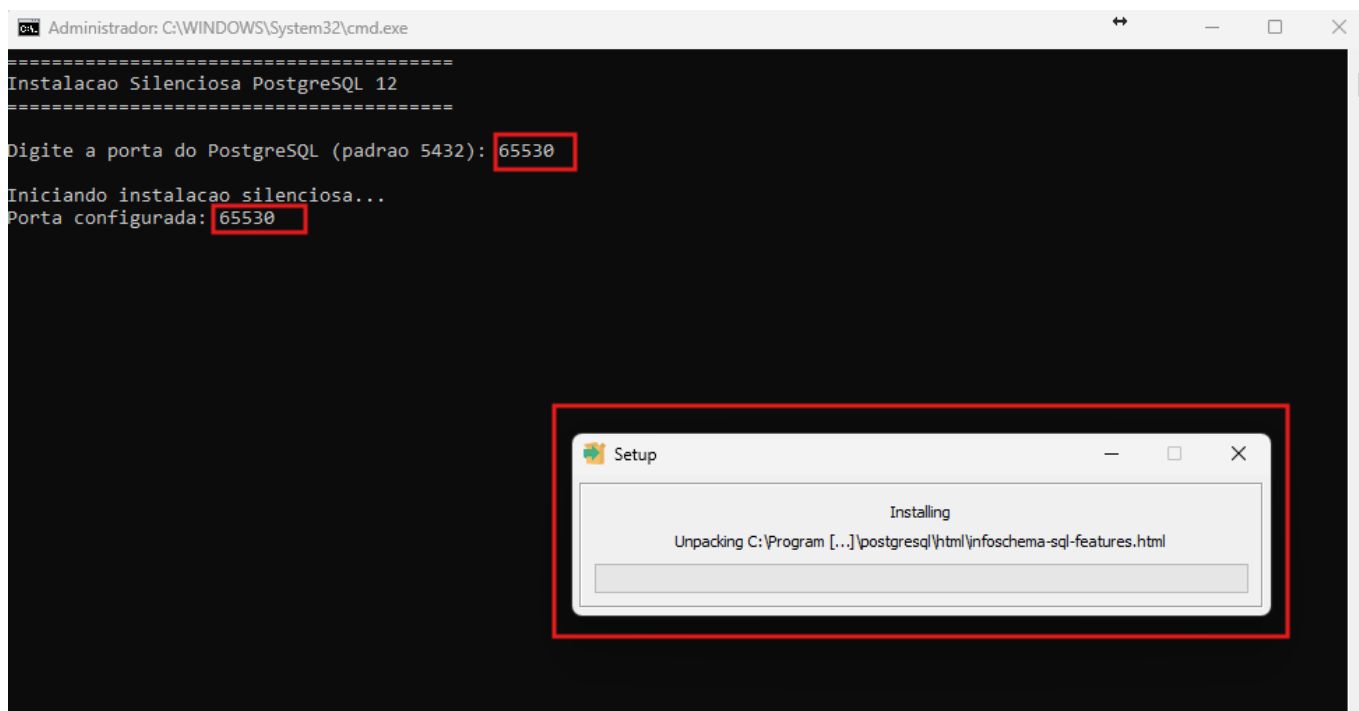 Administrador: C:\WINDOWS\System32\cmd.exe
========================================
Instalacao Silenciosa PostgreSQL 12
========================================
Digite a porta do PostgreSQL (padrao 5432): 65530
Iniciando instalacao silenciosa...
Porta configurada: 65530
Setup
Installing
Unpacking C:\Program [...]\postgresql\html\infoschema-sql-features.html